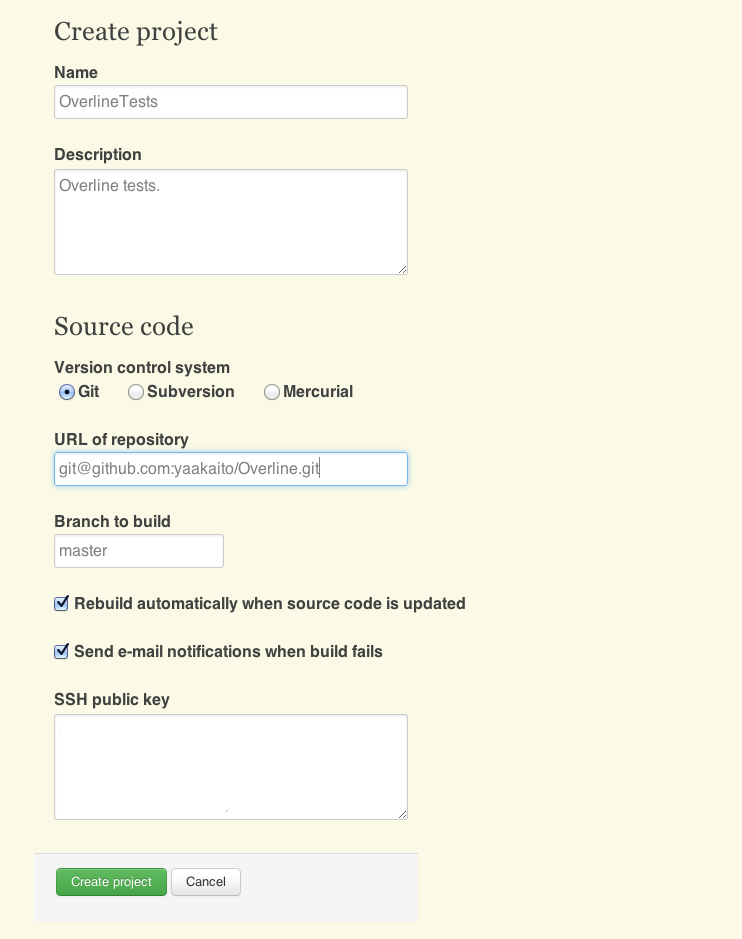 Create project
Name
OverlineTests
Description
Overline tests.
Source code
Version control system
Git Subversion Mercurial
URL of repository
git@github.com:yaakaito/Overline.git
Branch to build
master
Rebuild automatically when source code is updated
Send e-mail notifications when build fails
SSH public key
Create project Cancel